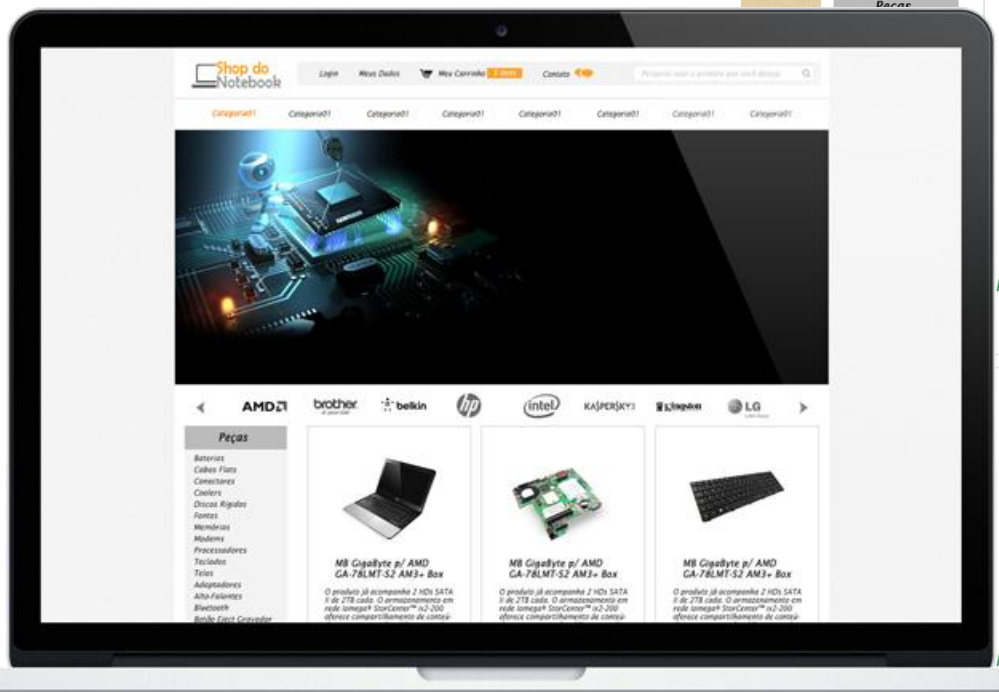 Peças
Shop do
Notebook
Login Meus Dados Meu Carrinho Contato
Categoria01 Categoria01 Categoria01 Categoria01 Categoria01 Categoria01 Categoria01 Categoria01
AMD brother belkin hp intel KASPERSKY Kingston LG
Peças
Baterias
Cabos Flats
Conectores
Coolers
Discos Rígidos
Fontes
Memórias
Modems
Processadores
Teclados
Telas
Adaptadores
Alto-Falantes
Bluetooth
Botão Eject Gravador
MB GigaByte p/ AMD
GA-78LMT-S2 AM3+ Box
O produto já acompanha 2 HDs SATA
II de 2TB cada. O armazenamento em
rede Iomega® StorCenter™ ix2-200
oferece compartilhamento de conteú-
MB GigaByte p/ AMD
GA-78LMT-S2 AM3+ Box
O produto já acompanha 2 HDs SATA
II de 2TB cada. O armazenamento em
rede Iomega® StorCenter™ ix2-200
oferece compartilhamento de conteú-
MB GigaByte p/ AMD
GA-78LMT-S2 AM3+ Box
O produto já acompanha 2 HDs SATA
II de 2TB cada. O armazenamento em
rede Iomega® StorCenter™ ix2-200
oferece compartilhamento de conteú-